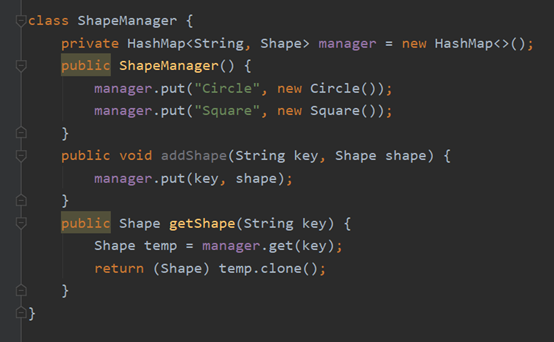 class ShapeManager {
    private HashMap<String, Shape> manager = new HashMap<>();
    public ShapeManager() {
        manager.put("Circle", new Circle());
        manager.put("Square", new Square());
    }
    public void addShape(String key, Shape shape) {
        manager.put(key, shape);
    }
    public Shape getShape(String key) {
        Shape temp = manager.get(key);
        return (Shape) temp.clone();
    }
}